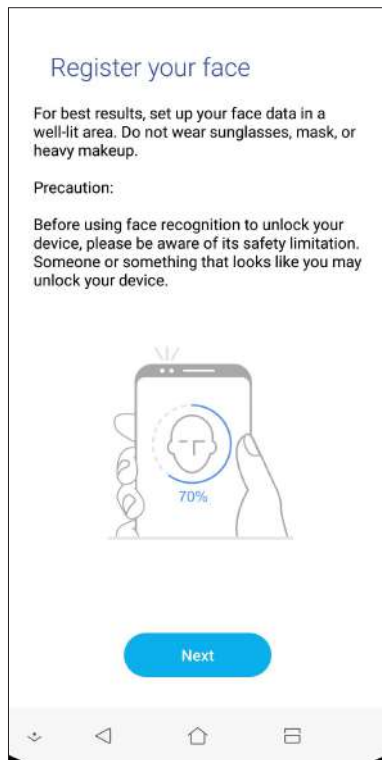 Register your face
For best results, set up your face data in a
well-lit area. Do not wear sunglasses, mask, or
heavy makeup.
Precaution:
Before using face recognition to unlock your
device, please be aware of its safety limitation.
Someone or something that looks like you may
unlock your device.
70%
Next